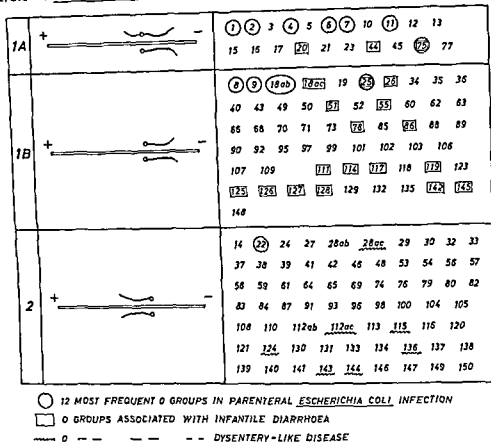 1A
+ -
1 2 3 4 5 6 7 10 11 12 13
15 16 17 20 21 23 44 45 75 77
1B
+ -
8 9 18ab 18ac 19 25 26 34 35 36
40 43 49 50 51 52 55 60 62 63
66 68 70 71 73 78 85 86 88 89
90 92 95 97 99 101 102 103 106
107 109 111 114 117 118 119 123
125 126 127 128 129 132 135 142 145
148
2
+ -
14 22 24 27 28ab 28ac 29 30 32 33
37 38 39 41 42 46 48 53 54 56 57
58 59 61 64 65 69 74 76 79 80 82
83 84 87 91 93 96 98 100 104 105
108 110 112ab 112ac 113 115 116 120
121 124 130 131 133 134 136 137 138
139 140 141 143 144 146 147 149 150
12 MOST FREQUENT O GROUPS IN PARENTERAL ESCHERICHIA COLI INFECTION
O GROUPS ASSOCIATED WITH INFANTILE DIARRHOEA
O -- -- -- -- DYSENTERY-LIKE DISEASE